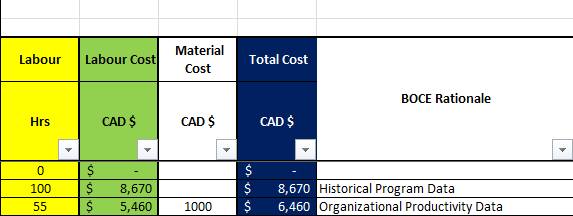 Labour Labour Cost Material Cost Total Cost BOCE Rationale
Hrs CAD $ CAD $ CAD $
0 $ - $ -
100 $ 8,670 $ 8,670 Historical Program Data
55 $ 5,460 1000 $ 6,460 Organizational Productivity Data